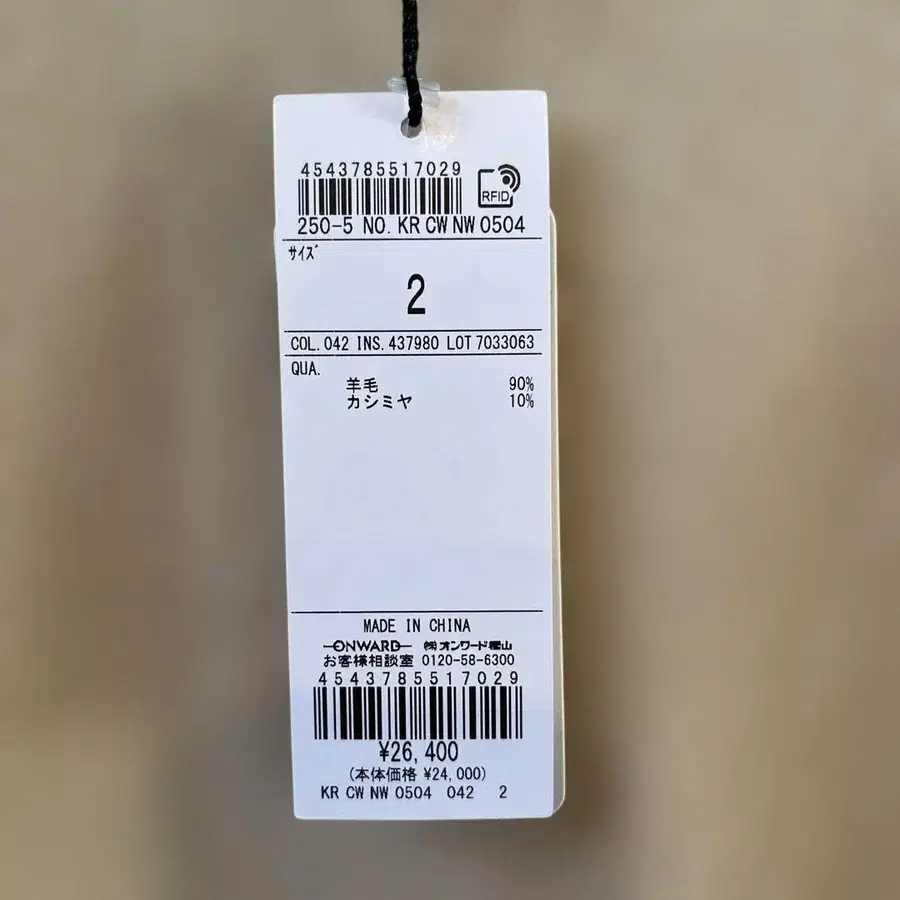 4543785517029
RFID
250-5 NO. KR CW NW 0504
サイズ
2
COL. 042 INS. 437980 LOT 7033063
QUA.
羊毛 90%
カシミヤ 10%
MADE IN CHINA
ONWARD ㈱オンワード樫山
お客様相談室 0120-58-6300
4543785517029
¥26,400
(本体価格 ¥24,000)
KR CW NW 0504 042 2